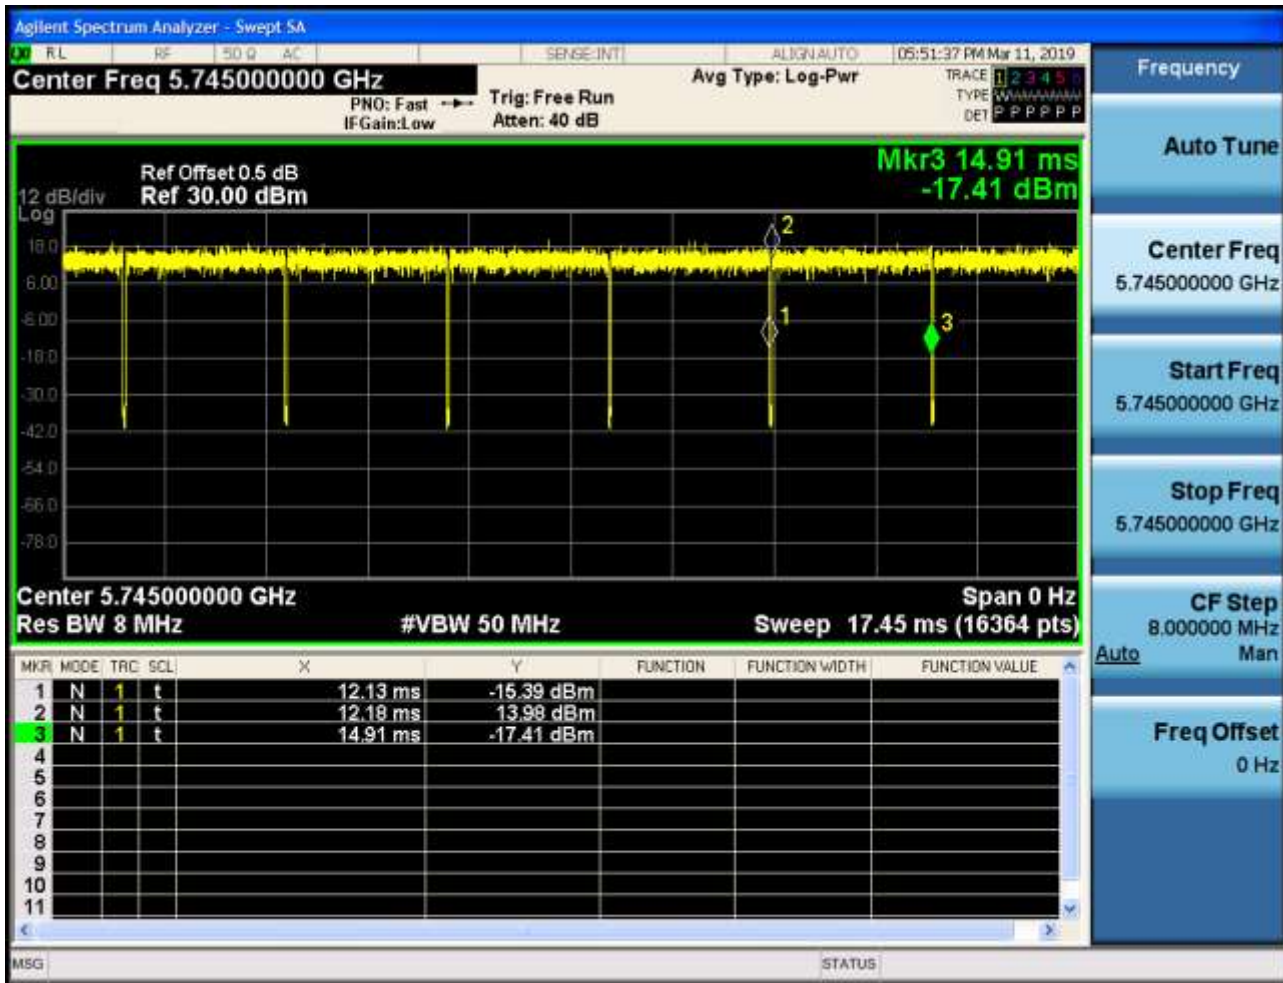 Agilent Spectrum Analyzer - Swept SA
RL RF 50 Ω AC SENSE:INT ALIGN AUTO 05:51:37 PM Mar 11, 2019
Center Freq 5.745000000 GHz
PNO: Fast
IFGain:Low
Trig: Free Run
Atten: 40 dB
Avg Type: Log-Pwr
TRACE 1 2 3 4 5 6
TYPE
DET P P P P P P
Mkr3 14.91 ms
-17.41 dBm
Ref Offset 0.5 dB
12 dB/div Ref 30.00 dBm
Log
18.0
6.00
-6.00
-18.0
-30.0
-42.0
-54.0
-66.0
-78.0
2
1
3
Center 5.745000000 GHz Span 0 Hz
Res BW 8 MHz #VBW 50 MHz Sweep 17.45 ms (16364 pts)
MKR MODE TRC SCL X Y FUNCTION FUNCTION WIDTH FUNCTION VALUE
1 N 1 t 12.13 ms -15.39 dBm
2 N 1 t 12.18 ms 13.98 dBm
3 N 1 t 14.91 ms -17.41 dBm
4
5
6
7
8
9
10
11
MSG STATUS
Frequency
Auto Tune
Center Freq
5.745000000 GHz
Start Freq
5.745000000 GHz
Stop Freq
5.745000000 GHz
CF Step
8.000000 MHz
Auto Man
Freq Offset
0 Hz